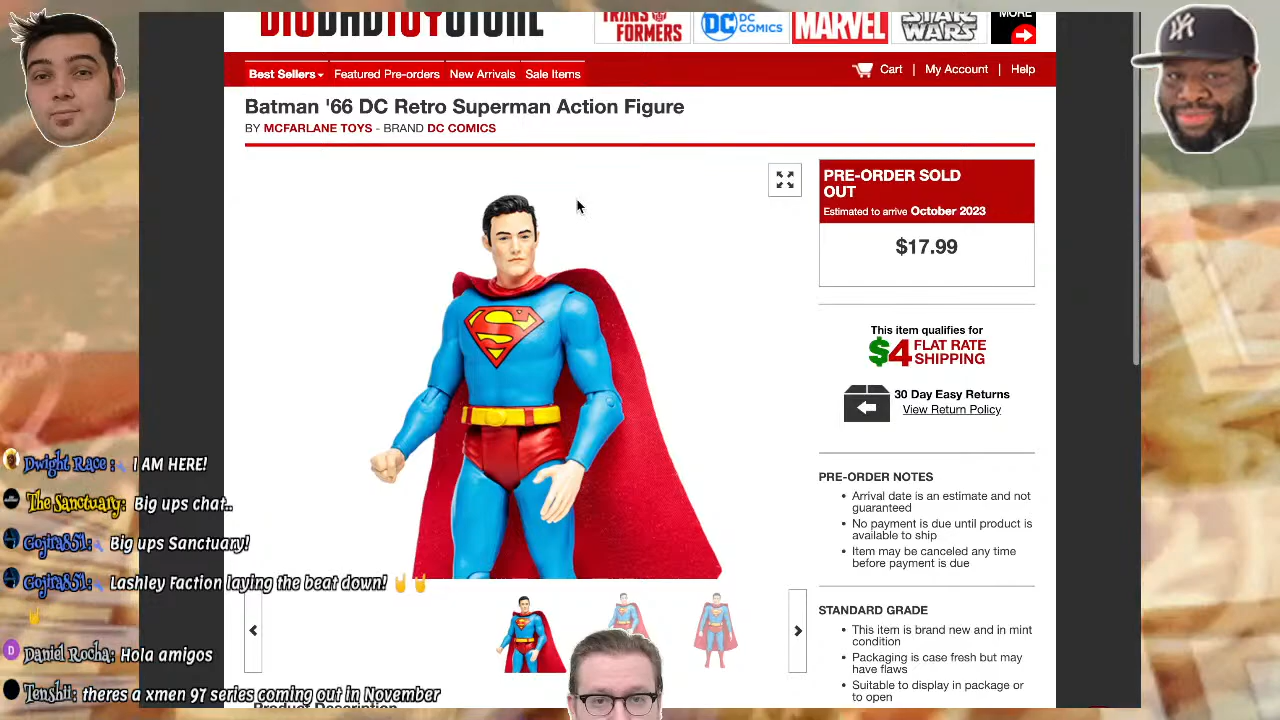 BIGBADTOYSTORE
TRANSFORMERS
DC DC COMICS
MARVEL
STAR WARS
MORE
Best Sellers
Featured Pre-orders
New Arrivals
Sale Items
Cart | My Account | Help
Batman '66 DC Retro Superman Action Figure
BY MCFARLANE TOYS - BRAND DC COMICS
PRE-ORDER SOLD
OUT
Estimated to arrive October 2023
$17.99
This item qualifies for
$4 FLAT RATE
SHIPPING
30 Day Easy Returns
View Return Policy
PRE-ORDER NOTES
Arrival date is an estimate and not
guaranteed
No payment is due until product is
available to ship
Item may be canceled any time
before payment is due
STANDARD GRADE
This item is brand new and in mint
condition
Packaging is case fresh but may
have flaws
Suitable to display in package or
to open
S
Dwight Race : I AM HERE!
The Sanctuary: Big ups chat..
Gojira851: Big ups Sanctuary!
Gojira851: Lashley Faction laying the beat down! 🤘🤘
🤘
D Daniel Rocha: Hola amigos
Tenshii: theres a xmen 97 series coming out in November
Product Description